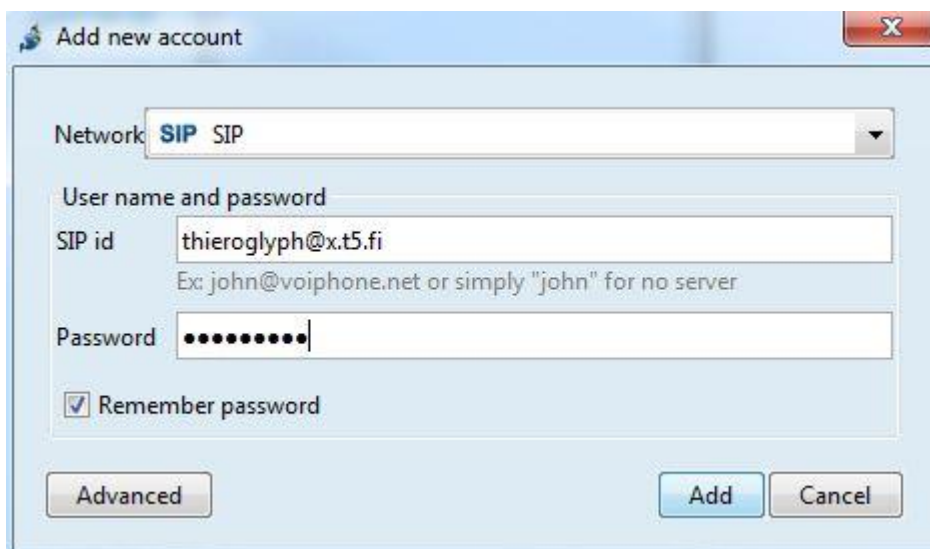 Add new account
Network SIP SIP
User name and password
SIP id thieroglyph@x.t5.fi
Ex: john@voiphone.net or simply "john" for no server
Password •••••••••
Remember password
Advanced Add Cancel